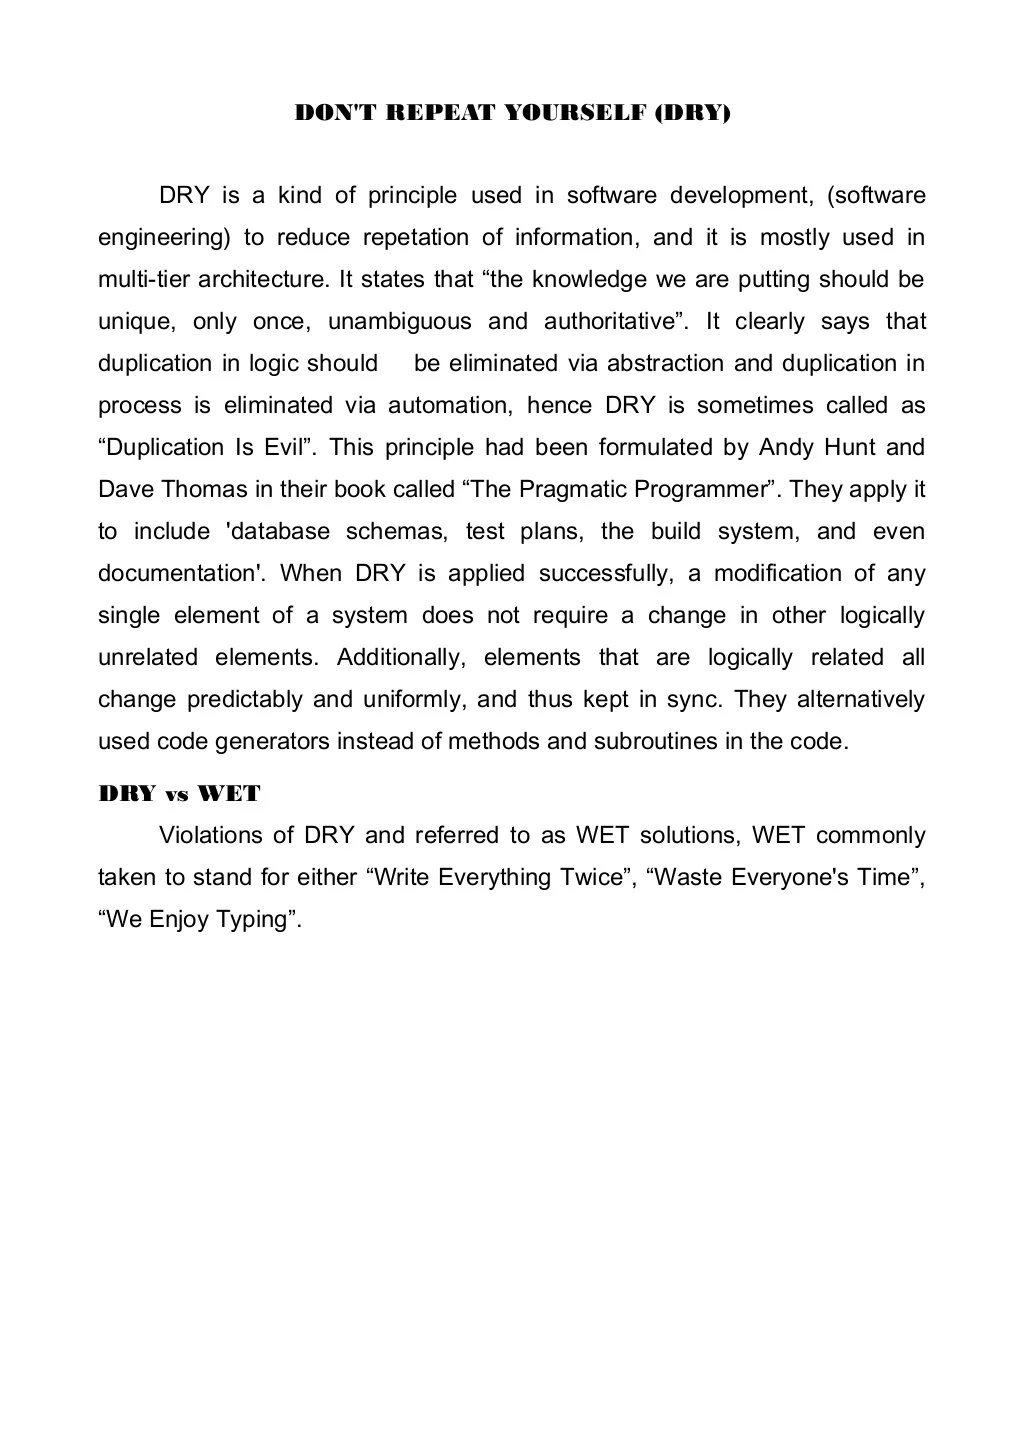 DON'T REPEAT YOURSELF (DRY)
DRY is a kind of principle used in software development, (software
engineering) to reduce repetation of information, and it is mostly used in
multi-tier architecture. It states that “the knowledge we are putting should be
unique, only once, unambiguous and authoritative”. It clearly says that
duplication in logic should be eliminated via abstraction and duplication in
process is eliminated via automation, hence DRY is sometimes called as
“Duplication Is Evil”. This principle had been formulated by Andy Hunt and
Dave Thomas in their book called “The Pragmatic Programmer”. They apply it
to include 'database schemas, test plans, the build system, and even
documentation'. When DRY is applied successfully, a modification of any
single element of a system does not require a change in other logically
unrelated elements. Additionally, elements that are logically related all
change predictably and uniformly, and thus kept in sync. They alternatively
used code generators instead of methods and subroutines in the code.
DRY vs WET
Violations of DRY and referred to as WET solutions, WET commonly
taken to stand for either “Write Everything Twice”, “Waste Everyone's Time”,
“We Enjoy Typing”.